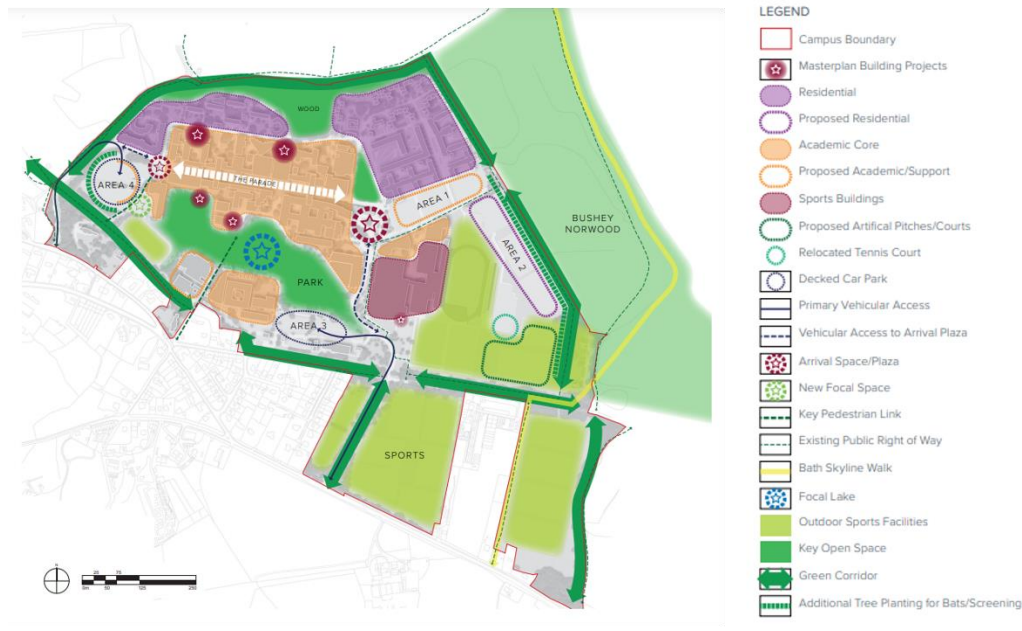 WOOD
THE PARADE
AREA 4
AREA 1
AREA 2
BUSHEY
NORWOOD
PARK
AREA 3
SPORTS
LEGEND
Campus Boundary
Masterplan Building Projects
Residential
Proposed Residential
Academic Core
Proposed Academic/Support
Sports Buildings
Proposed Artifical Pitches/Courts
Relocated Tennis Court
Decked Car Park
Primary Vehicular Access
Vehicular Access to Arrival Plaza
Arrival Space/Plaza
New Focal Space
Key Pedestrian Link
Existing Public Right of Way
Bath Skyline Walk
Focal Lake
Outdoor Sports Facilities
Key Open Space
Green Corridor
Additional Tree Planting for Bats/Screening